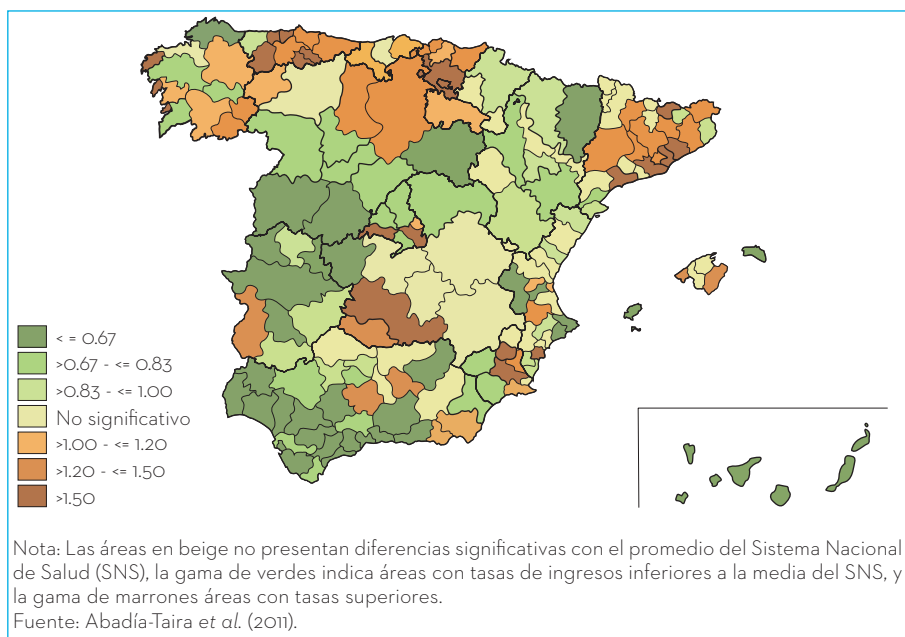 < = 0.67
>0.67 - <= 0.83
>0.83 - <= 1.00
No significativo
>1.00 - <= 1.20
>1.20 - <= 1.50
>1.50
Nota: Las áreas en beige no presentan diferencias significativas con el promedio del Sistema Nacional
de Salud (SNS), la gama de verdes indica áreas con tasas de ingresos inferiores a la media del SNS, y
la gama de marrones áreas con tasas superiores.
Fuente: Abadía-Taira et al. (2011).